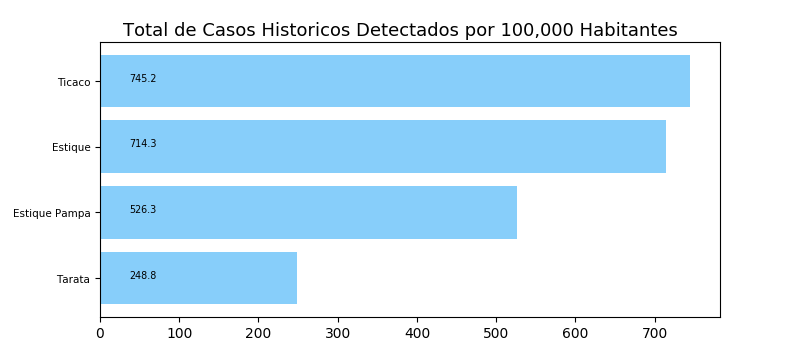 Total de Casos Historicos Detectados por 100,000 Habitantes
Ticaco 745.2
Estique 714.3
Estique Pampa 526.3
Tarata 248.8
0 100 200 300 400 500 600 700